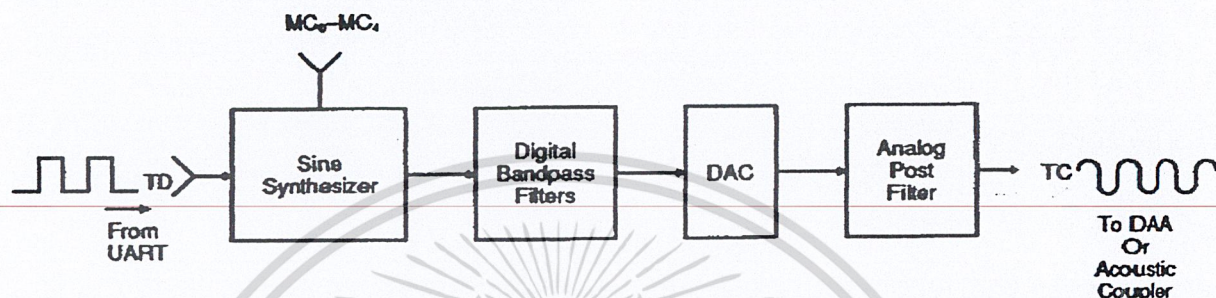 MC₀–MC₄
TD
From
UART
Sine
Synthesizer
Digital
Bandpass
Filters
DAC
Analog
Post
Filter
TC
To DAA
Or
Acoustic
Coupler